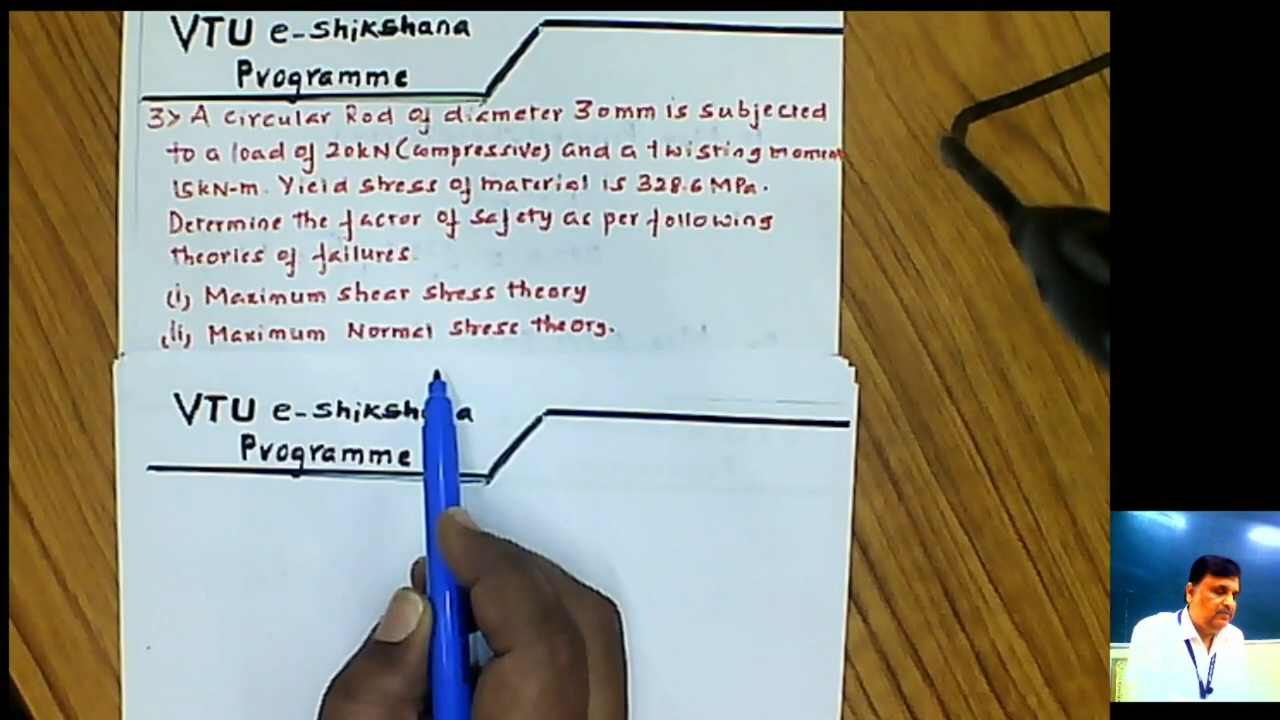 VTU e-shikshana
Programme
3> A circular Rod of diameter 30mm is subjected
to a load of 20kN (compressive) and a twisting moment
15kN-m. Yield stress of material is 328.6 MPa.
Determine the factor of safety as per following
theories of failures.
(i) Maximum shear stress theory
(ii) Maximum Normal stress theory.
VTU e-shikshana
Programme